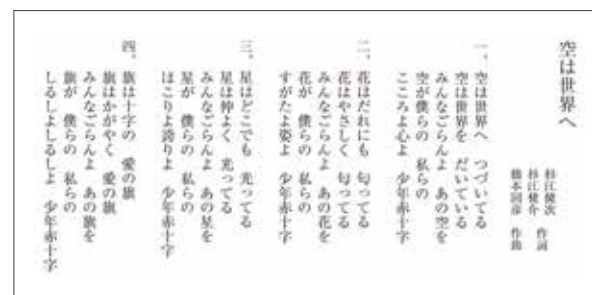 空は世界へ
杉江健次 作詞
杉江健介
橋本国彦 作曲
一、空は世界へ つづいてる
空は世界を だいている
みんなごらんよ あの空を
空が僕らの 私らの
こころよ心よ 少年赤十字
二、花はだれにも 匂ってる
花はやさしく 匂ってる
みんなごらんよ あの花を
花が 僕らの 私らの
すがたよ姿よ 少年赤十字
三、星はどこでも 光ってる
星は仲よく 光ってる
みんなごらんよ あの星を
星が 僕らの 私らの
ほこりよ誇りよ 少年赤十字
四、旗は十字の 愛の旗
旗はかがやく 愛の旗
みんなごらんよ あの旗を
旗が 僕らの 私らの
しるしよしるしよ 少年赤十字